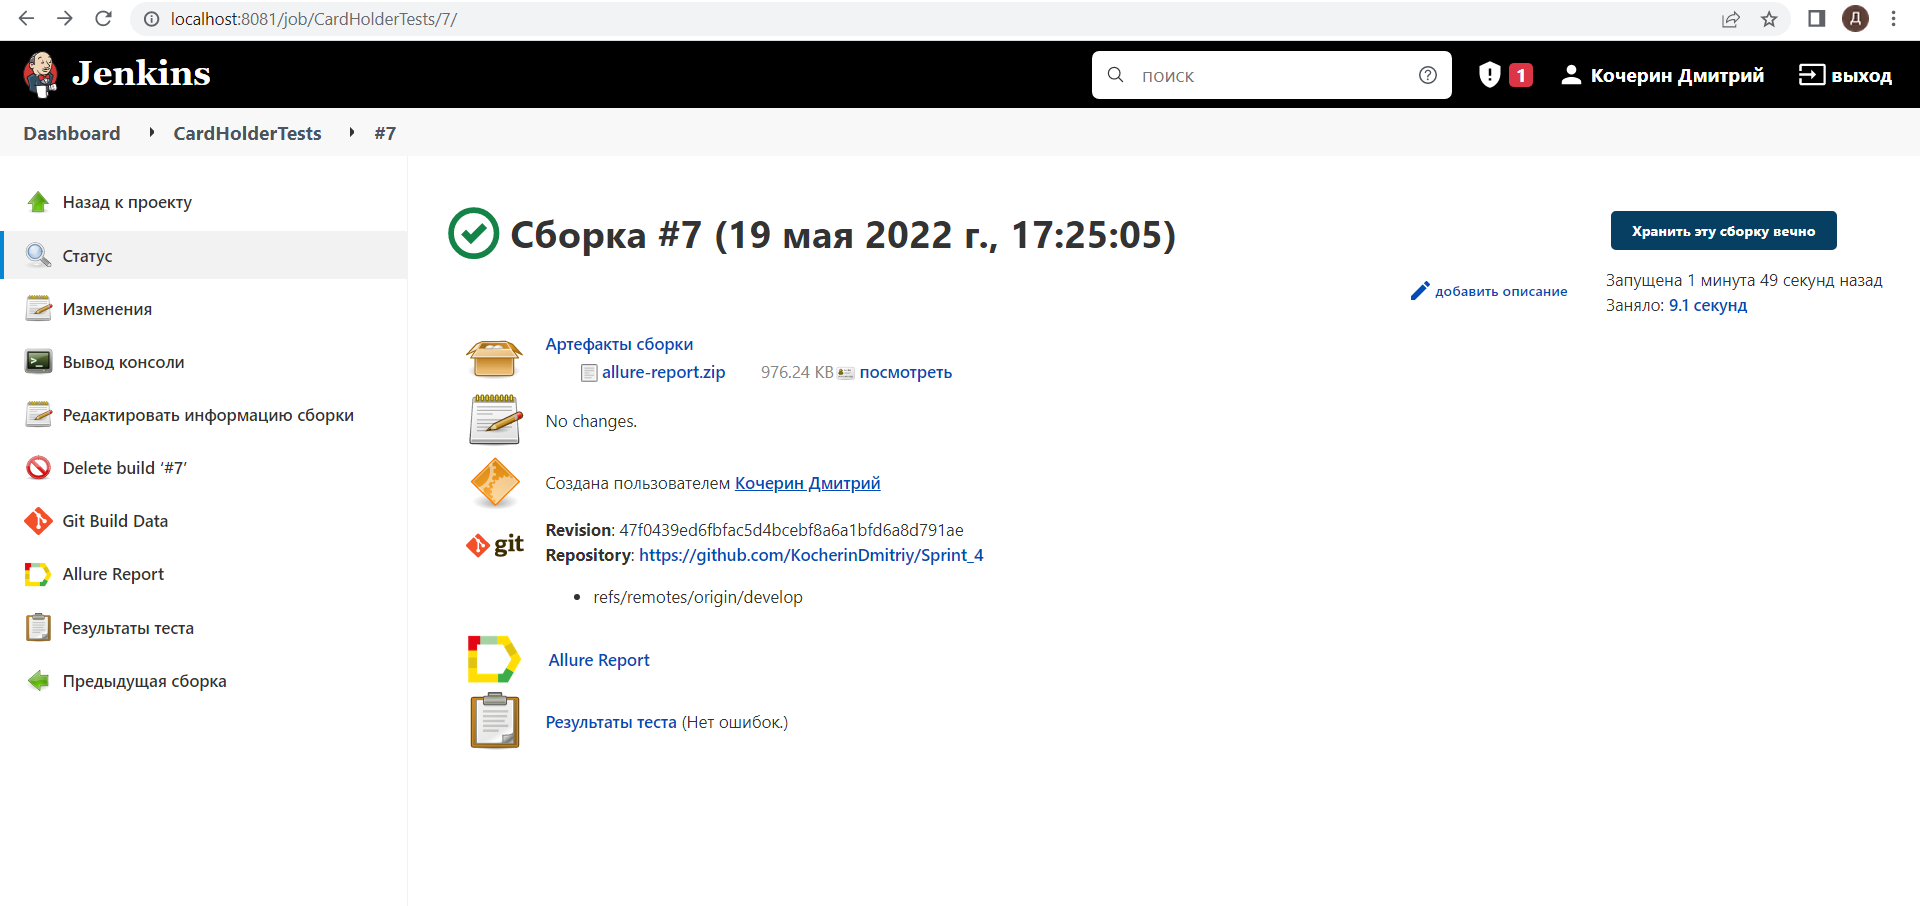 localhost:8081/job/CardHolderTests/7/
Д
Jenkins
поиск
1
Кочерин Дмитрий
выход
Dashboard
CardHolderTests
#7
Назад к проекту
Статус
Изменения
Вывод консоли
Редактировать информацию сборки
Delete build ‘#7’
Git Build Data
Allure Report
Результаты теста
Предыдущая сборка
Сборка #7 (19 мая 2022 г., 17:25:05)
Хранить эту сборку вечно
добавить описание
Запущена 1 минута 49 секунд назад
Заняло: 9.1 секунд
Артефакты сборки
allure-report.zip 976.24 KB посмотреть
No changes.
Создана пользователем Кочерин Дмитрий
git
Revision: 47f0439ed6fbfac5d4bcebf8a6a1bfd6a8d791ae
Repository: https://github.com/KocherinDmitriy/Sprint_4
refs/remotes/origin/develop
Allure Report
Результаты теста (Нет ошибок.)